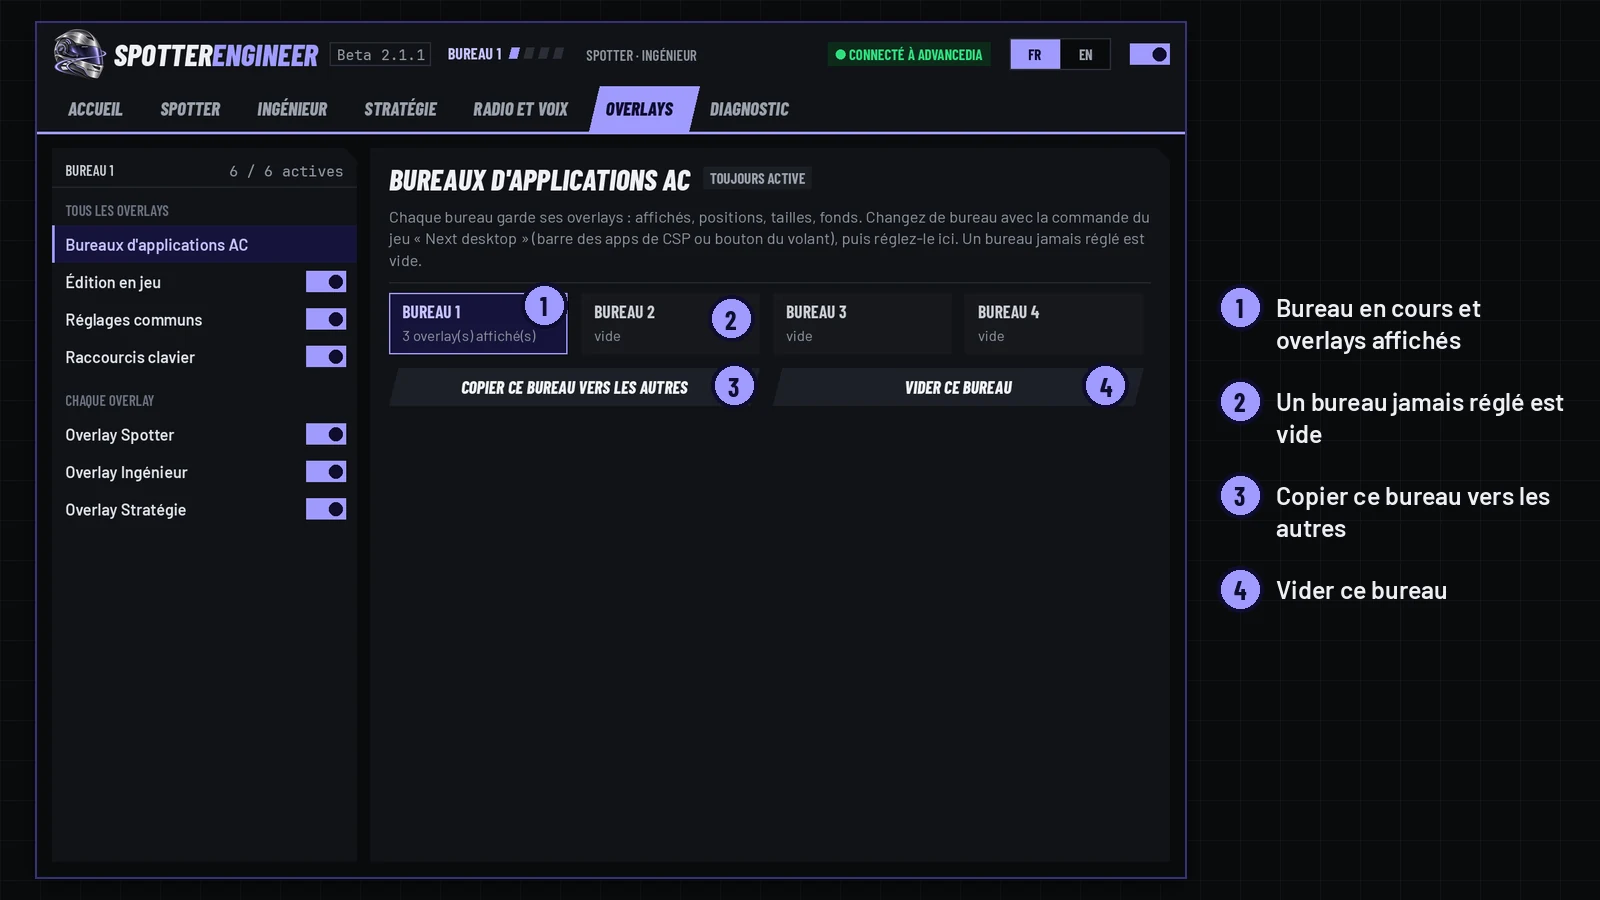 SPOTTERENGINEER Beta 2.1.1 BUREAU 1 SPOTTER · INGÉNIEUR CONNECTÉ À ADVANCEDIA FR EN
ACCUEIL SPOTTER INGÉNIEUR STRATÉGIE RADIO ET VOIX OVERLAYS DIAGNOSTIC
BUREAU 1 6 / 6 actives
TOUS LES OVERLAYS
Bureaux d'applications AC
Édition en jeu
Réglages communs
Raccourcis clavier
CHAQUE OVERLAY
Overlay Spotter
Overlay Ingénieur
Overlay Stratégie
BUREAUX D'APPLICATIONS AC TOUJOURS ACTIVE
Chaque bureau garde ses overlays : affichés, positions, tailles, fonds. Changez de bureau avec la commande du
jeu « Next desktop » (barre des apps de CSP ou bouton du volant), puis réglez-le ici. Un bureau jamais réglé est
vide.
BUREAU 1 1
3 overlay(s) affiché(s)
BUREAU 2 2
vide
BUREAU 3
vide
BUREAU 4
vide
COPIER CE BUREAU VERS LES AUTRES 3
VIDER CE BUREAU 4
1 Bureau en cours et
overlays affichés
2 Un bureau jamais réglé est
vide
3 Copier ce bureau vers les
autres
4 Vider ce bureau